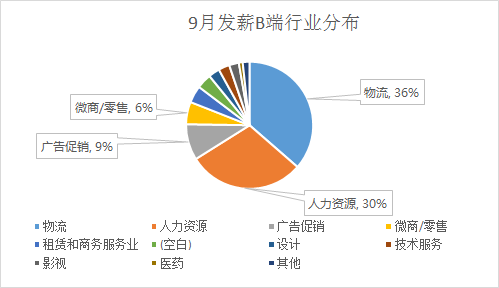 9月发薪B端行业分布
物流, 36%
微商/零售, 6%
广告促销, 9%
人力资源, 30%
物流 人力资源 广告促销 微商/零售
租赁和商务服务业 (空白) 设计 技术服务
影视 医药 其他